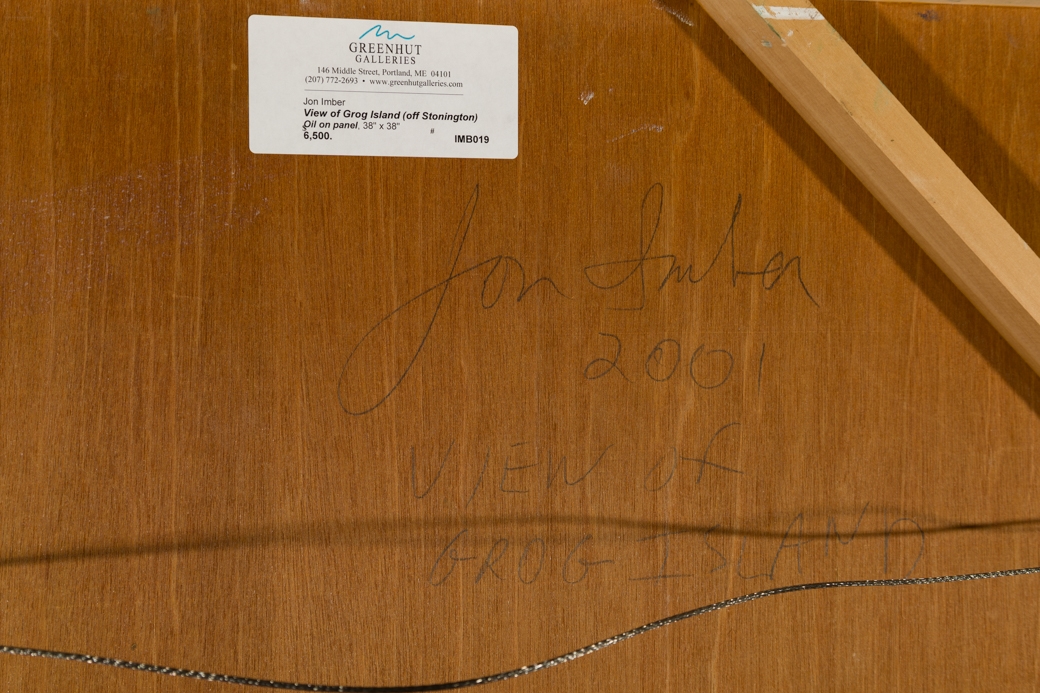 GREENHUT
GALLERIES
146 Middle Street, Portland, ME 04101
(207) 772-2693 • www.greenhutgalleries.com
Jon Imber
View of Grog Island (off Stonington)
Oil on panel, 38" x 38"
$ 6,500. # IMB019
Jon Imber
2001
VIEW of
GROG ISLAND